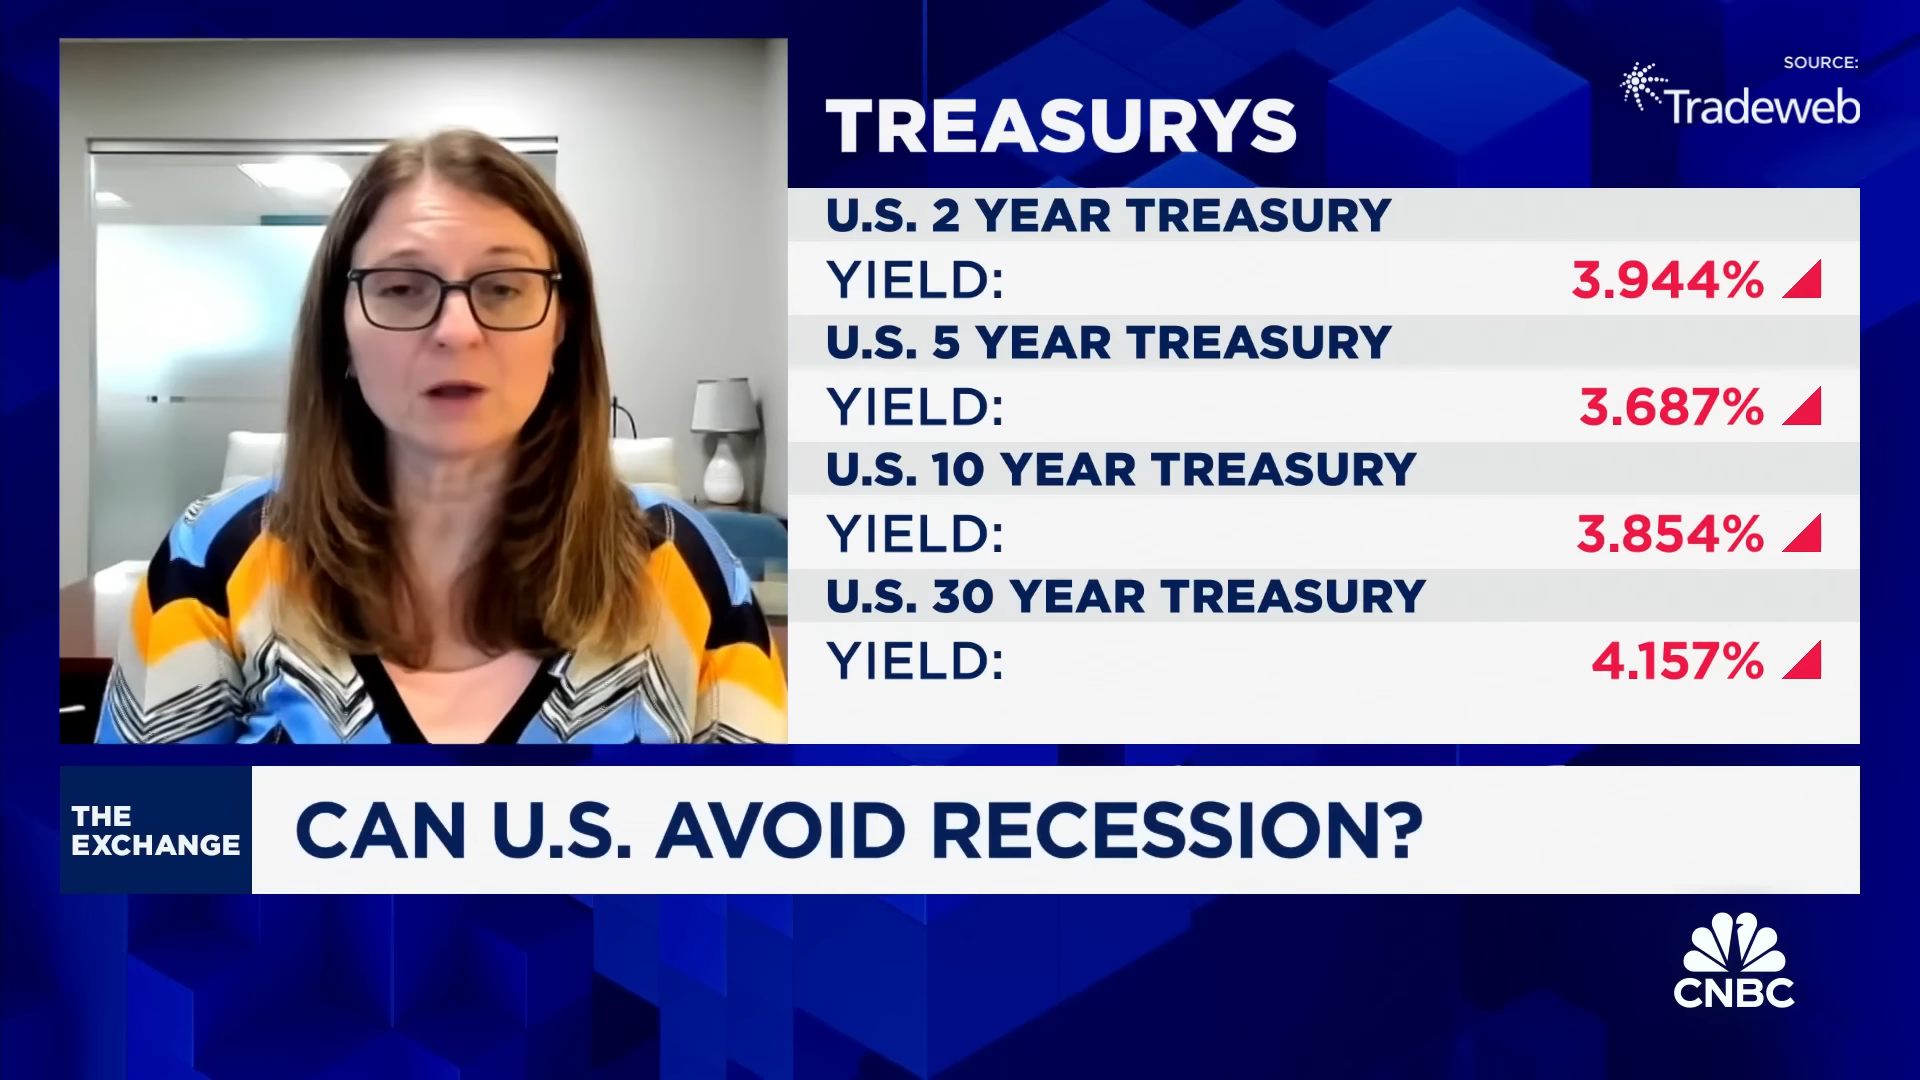 SOURCE:
Tradeweb
TREASURYS
U.S. 2 YEAR TREASURY
YIELD: 3.944%
U.S. 5 YEAR TREASURY
YIELD: 3.687%
U.S. 10 YEAR TREASURY
YIELD: 3.854%
U.S. 30 YEAR TREASURY
YIELD: 4.157%
THE
EXCHANGE
CAN U.S. AVOID RECESSION?
CNBC